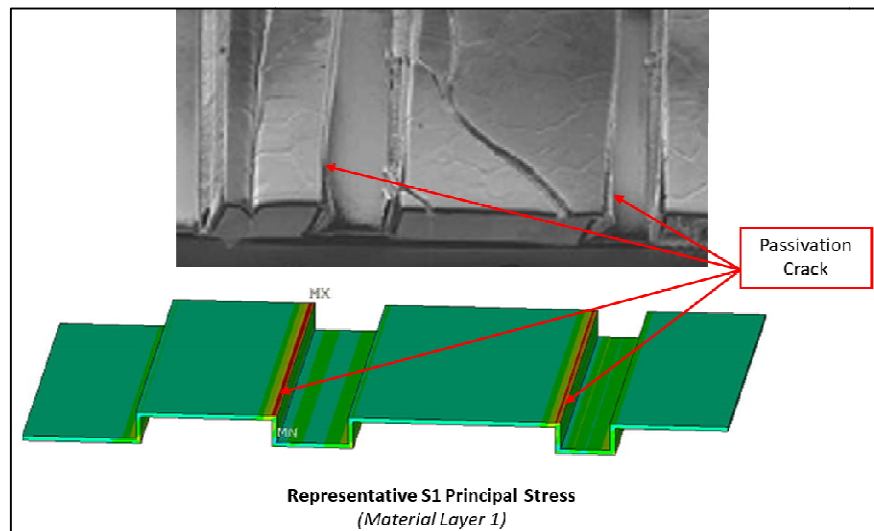 Passivation
Crack
MX
MN
Representative S1 Principal Stress
(Material Layer 1)